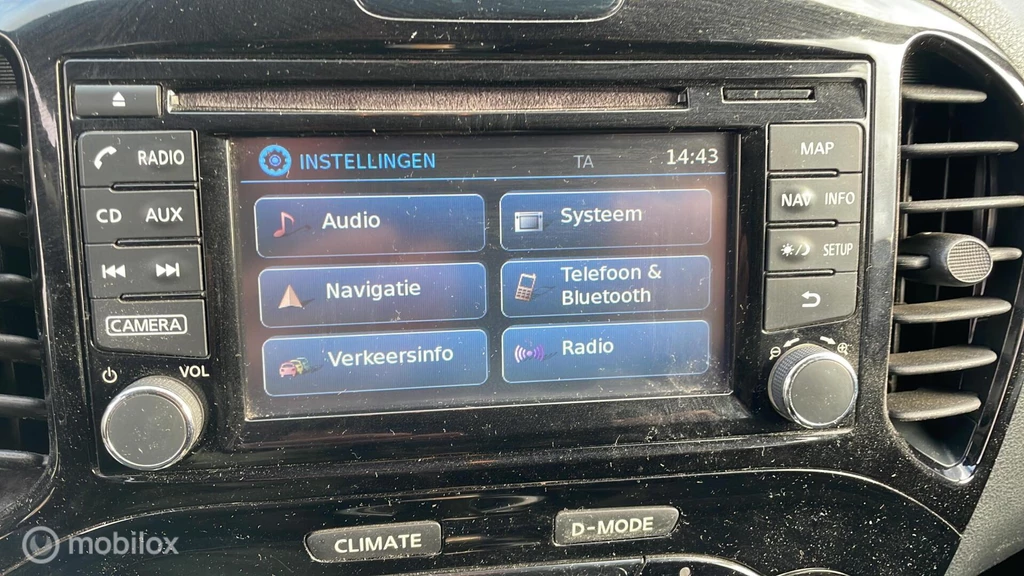 RADIO
CD AUX
CAMERA
VOL
INSTELLINGEN TA 14:43
Audio
Systeem
Navigatie
Telefoon &
Bluetooth
Verkeersinfo
Radio
MAP
NAV INFO
SETUP
CLIMATE
D-MODE
mobilox